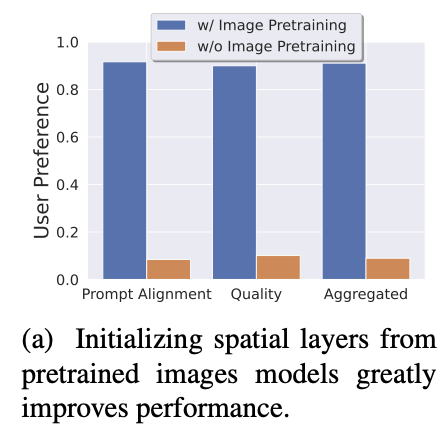 w/ Image Pretraining
w/o Image Pretraining
1.0
0.8
0.6
0.4
0.2
0.0
User Preference
Prompt Alignment Quality Aggregated
(a) Initializing spatial layers from
pretrained images models greatly
improves performance.